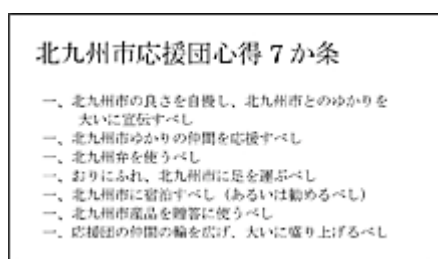 北九州市応援団心得7か条
一、北九州市の良さを自慢し、北九州市とのゆかりを
大いに宣伝すべし
一、北九州市ゆかりの仲間を応援すべし
一、北九州弁を使うべし
一、おりにふれ、北九州市に足を運ぶべし
一、北九州市に宿泊すべし（あるいは勧めるべし）
一、北九州市産品を贈答に使うべし
一、応援団の仲間の輪を広げ、大いに盛り上げるべし